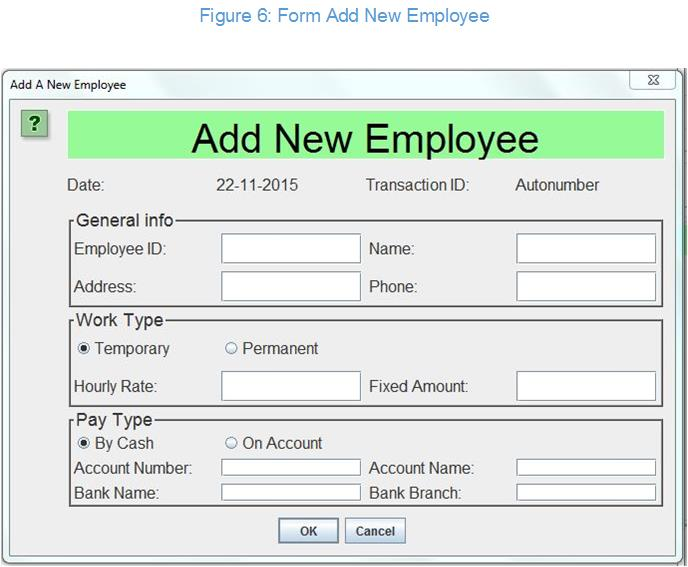 Figure 6: Form Add New Employee
Add A New Employee
?
Add New Employee
Date: 22-11-2015 Transaction ID: Autonumber
General info
Employee ID: Name:
Address: Phone:
Work Type
Temporary Permanent
Hourly Rate: Fixed Amount:
Pay Type
By Cash On Account
Account Number: Account Name:
Bank Name: Bank Branch:
OK Cancel